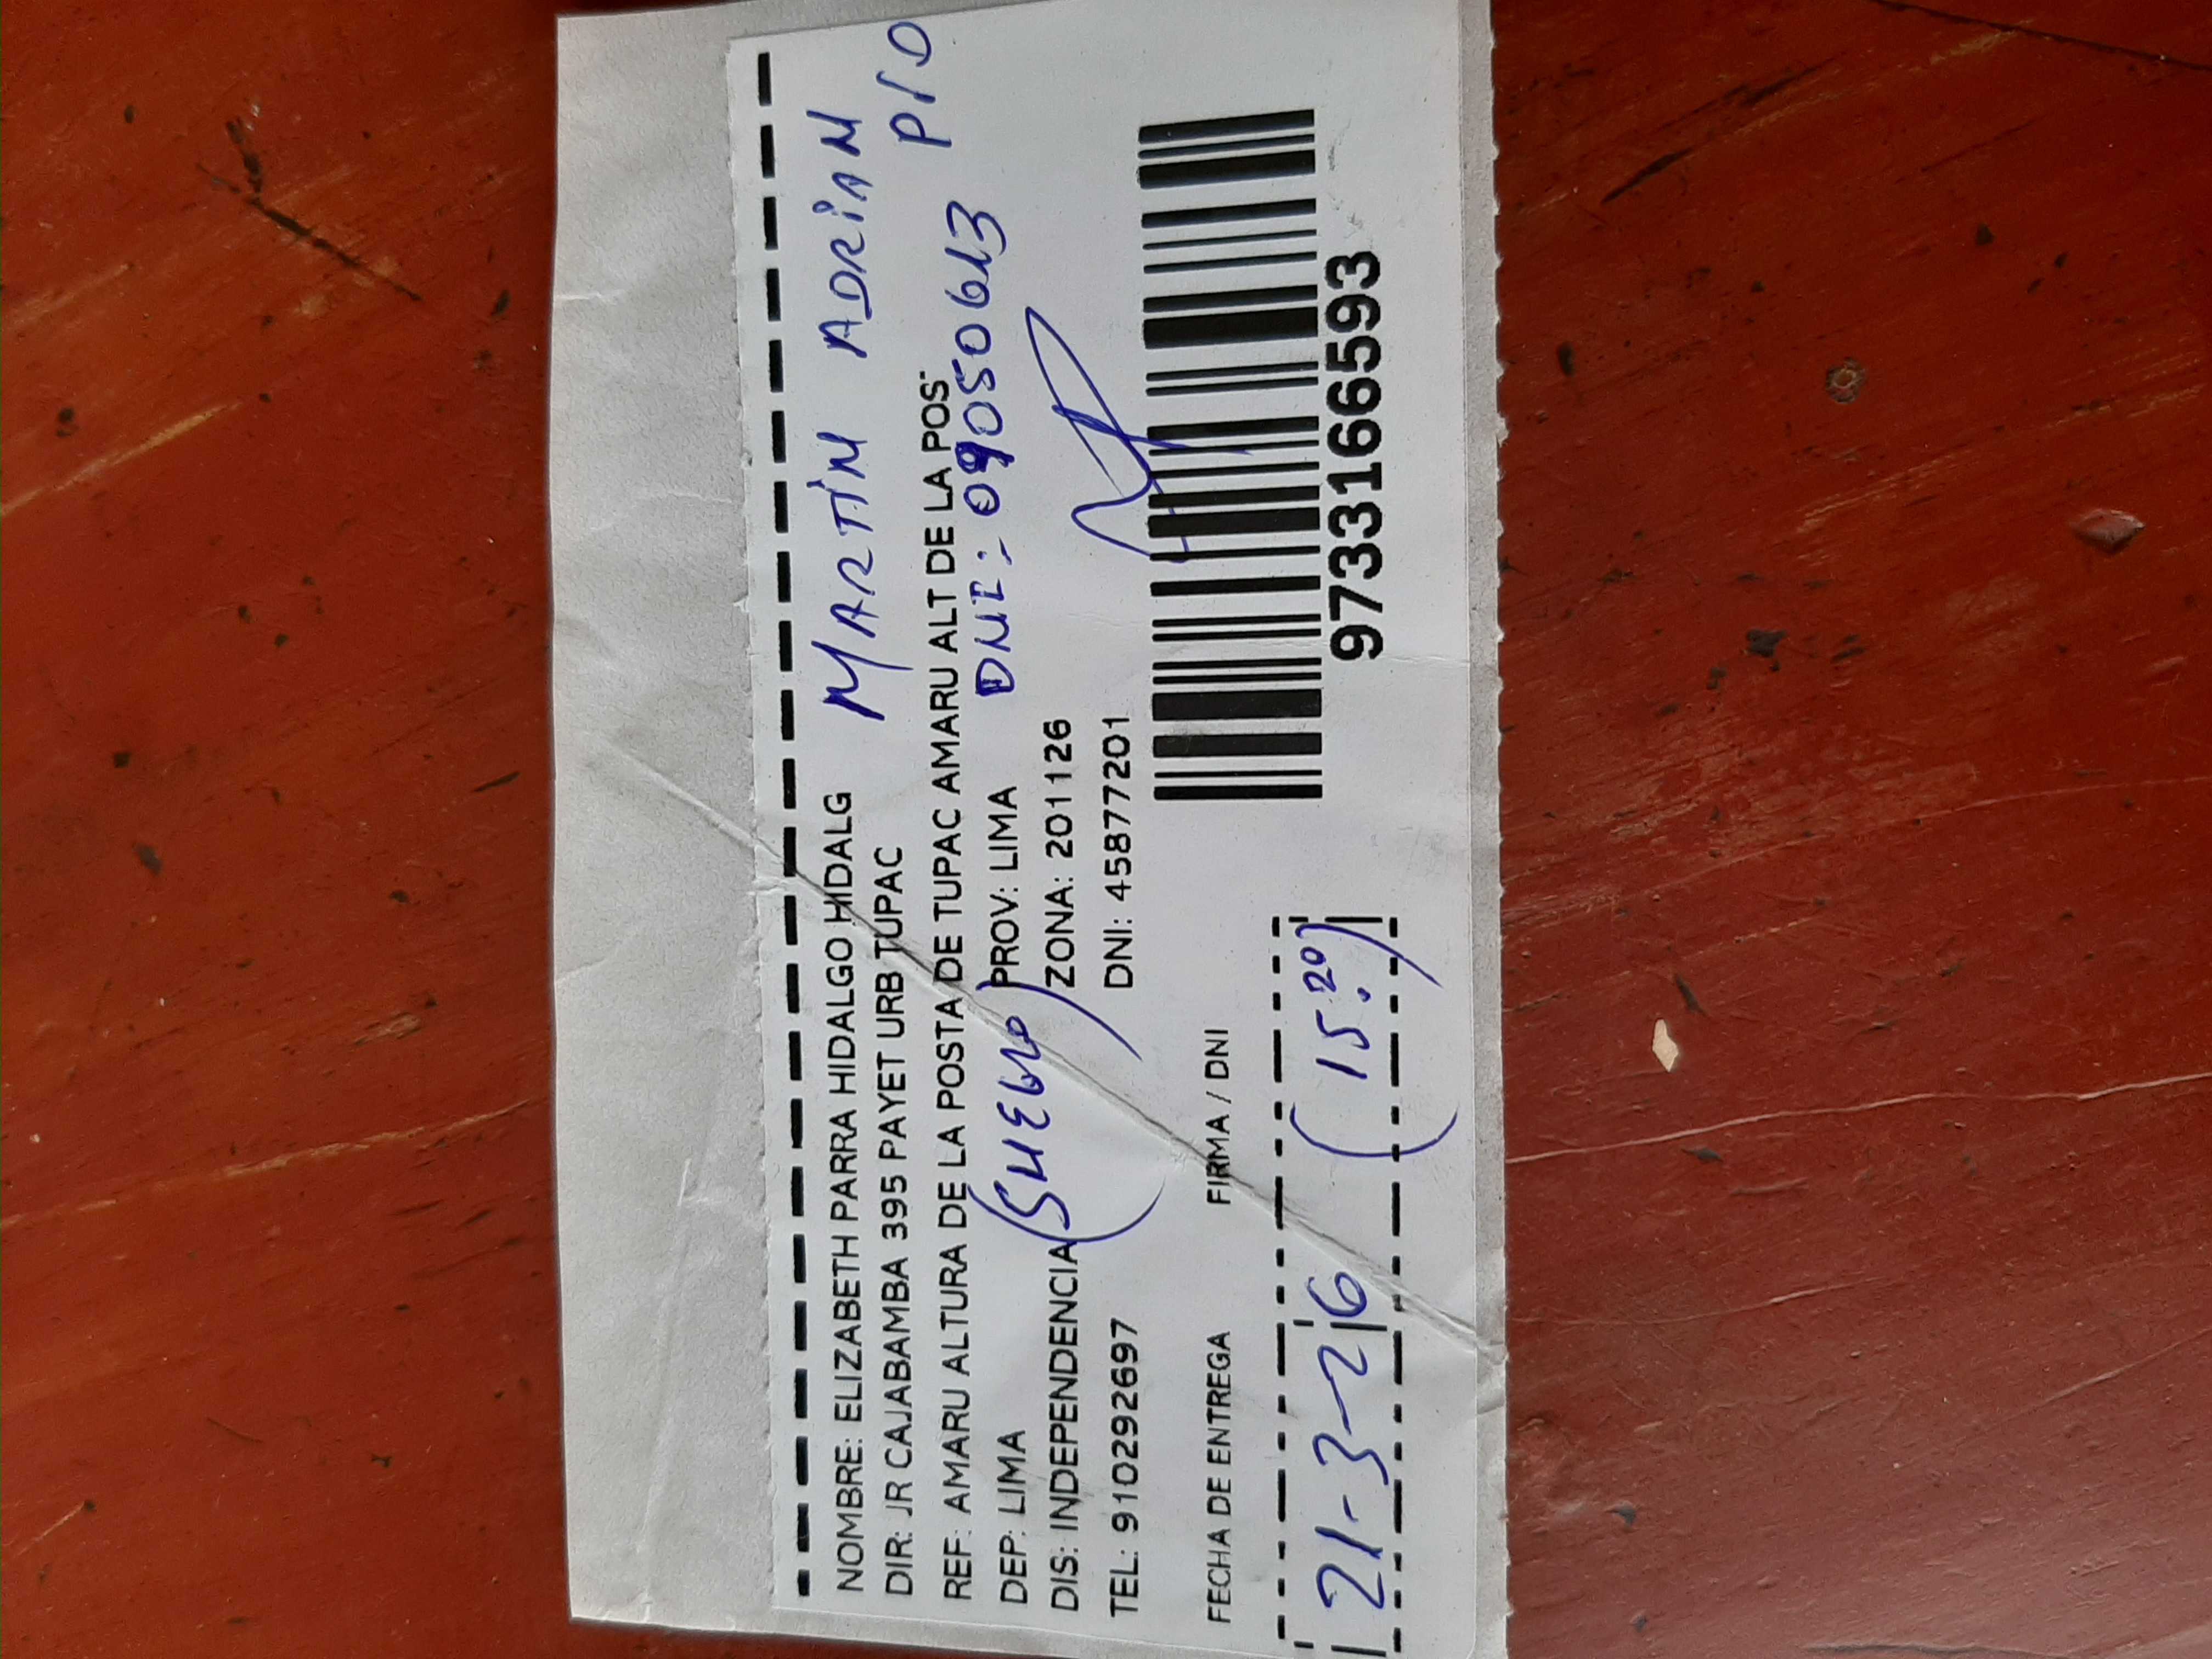 NOMBRE: ELIZABETH PARRA HIDALGO HIDALG
MARTÍN ADRIAN
DIR: JR CAJABAMBA 395 PAYET URB TUPAC
PIO
REF: AMARU ALTURA DE LA POSTA DE TUPAC AMARU ALT DE LA POS
DEP: LIMA PROV: LIMA
DNI: 09050613
DIS: INDEPENDENCIA (SUEGRO) ZONA: 201126
TEL: 910292697 DNI: 45877201
FECHA DE ENTREGA FIRMA / DNI
21-3-26 (15:20)
9733166593